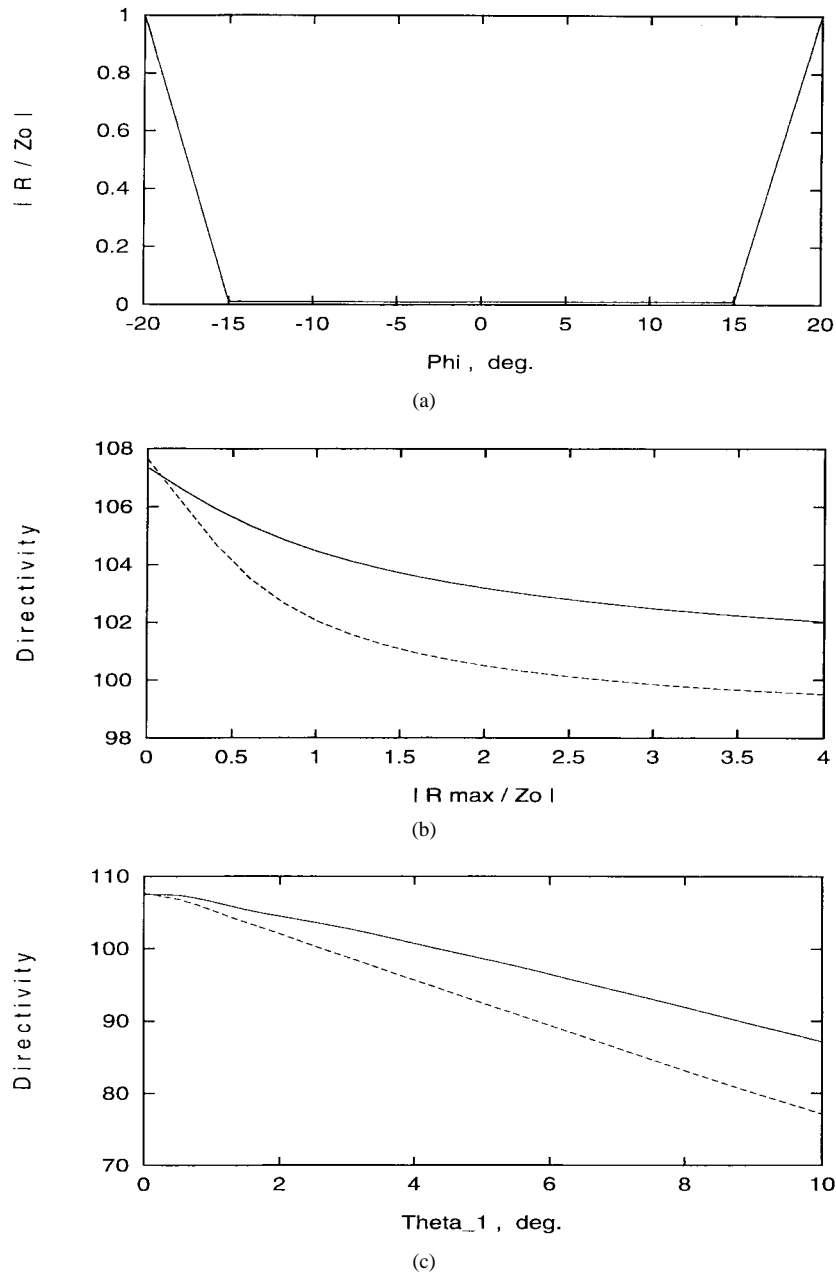 1
0.8
0.6
0.4
0.2
0
| R / Zo |
-20 -15 -10 -5 0 5 10 15 20
Phi , deg.
(a)
108
106
104
102
100
98
Directivity
0 0.5 1 1.5 2 2.5 3 3.5 4
| R max / Zo |
(b)
110
100
90
80
70
Directivity
0 2 4 6 8 10
Theta_1 , deg.
(c)